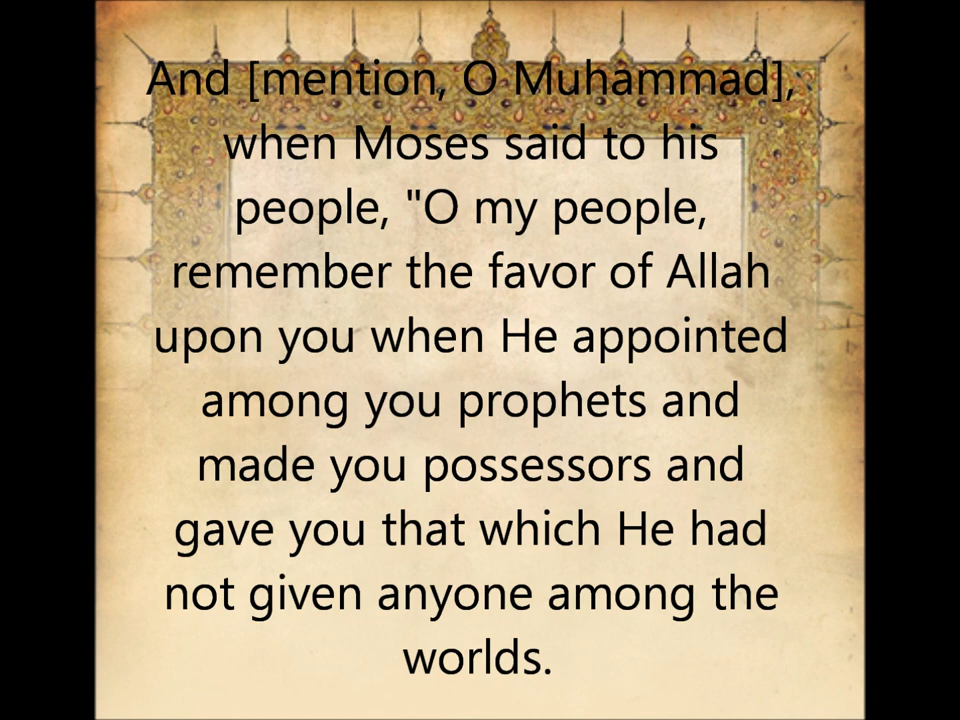 And [mention, O Muhammad],
when Moses said to his
people, "O my people,
remember the favor of Allah
upon you when He appointed
among you prophets and
made you possessors and
gave you that which He had
not given anyone among the
worlds.